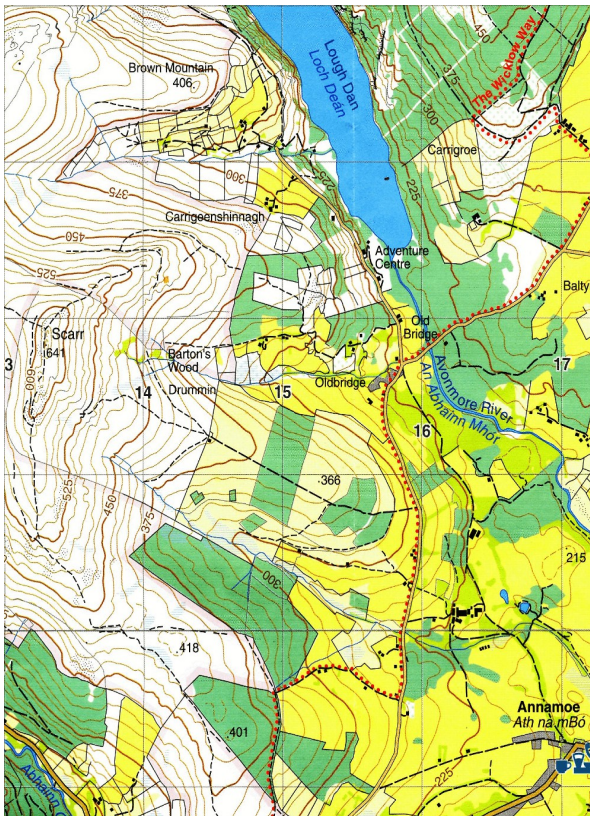 450
375
The Wicklow Way
Lough Dan
Loch Deán
Brown Mountain
406
300
Carrigroe
300
225
225
375
Carrigeenshinnagh
450
525
Adventure
Centre
Balty
Old
Bridge
Scarr
641
Barton's
Wood
3
14
Drummin
15
Oldbridge
17
600
Avonmore River
An Abhainn Mhór
16
366
525
450
375
300
215
418
401
Annamoe
Ath na mBó
225
Abhainn